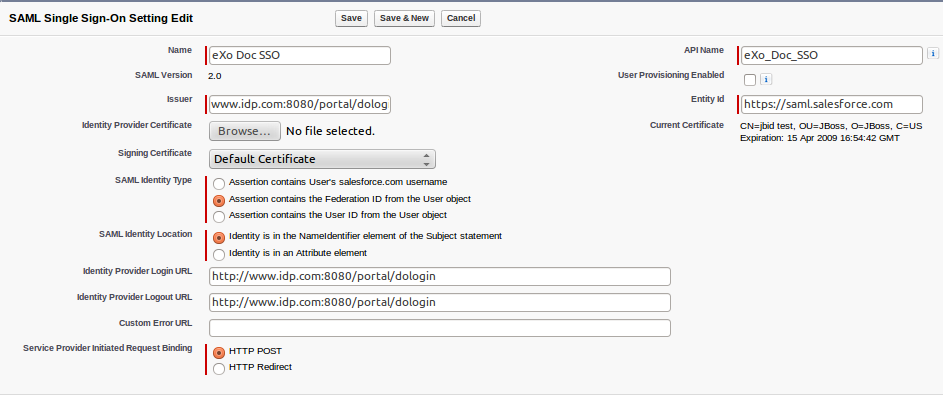 SAML Single Sign-On Setting Edit Save Save & New Cancel
Name eXo Doc SSO API Name eXo_Doc_SSO i
SAML Version 2.0 User Provisioning Enabled i
Issuer www.idp.com:8080/portal/dolog Entity Id https://saml.salesforce.com
Identity Provider Certificate Browse... No file selected. Current Certificate CN=jbid test, OU=JBoss, O=JBoss, C=US
Expiration: 15 Apr 2009 16:54:42 GMT
Signing Certificate Default Certificate
SAML Identity Type Assertion contains User's salesforce.com username
Assertion contains the Federation ID from the User object
Assertion contains the User ID from the User object
SAML Identity Location Identity is in the NameIdentifier element of the Subject statement
Identity is in an Attribute element
Identity Provider Login URL http://www.idp.com:8080/portal/dologin
Identity Provider Logout URL http://www.idp.com:8080/portal/dologin
Custom Error URL
Service Provider Initiated Request Binding HTTP POST
HTTP Redirect